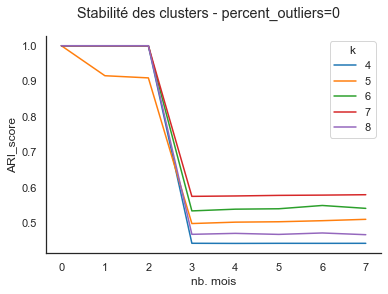 Stabilité des clusters - percent_outliers=0
ARI_score
1.0
0.9
0.8
0.7
0.6
0.5
k
4
5
6
7
8
0 1 2 3 4 5 6 7
nb. mois